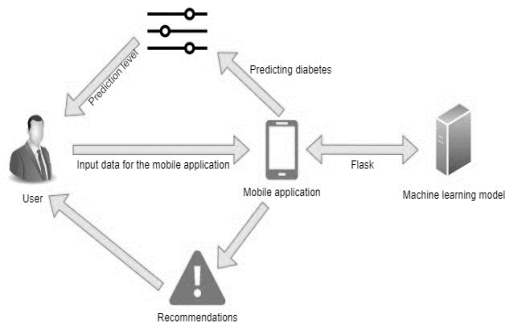 Prediction level
Predicting diabetes
Input data for the mobile application
Flask
User
Mobile application
Machine learning model
Recommendations